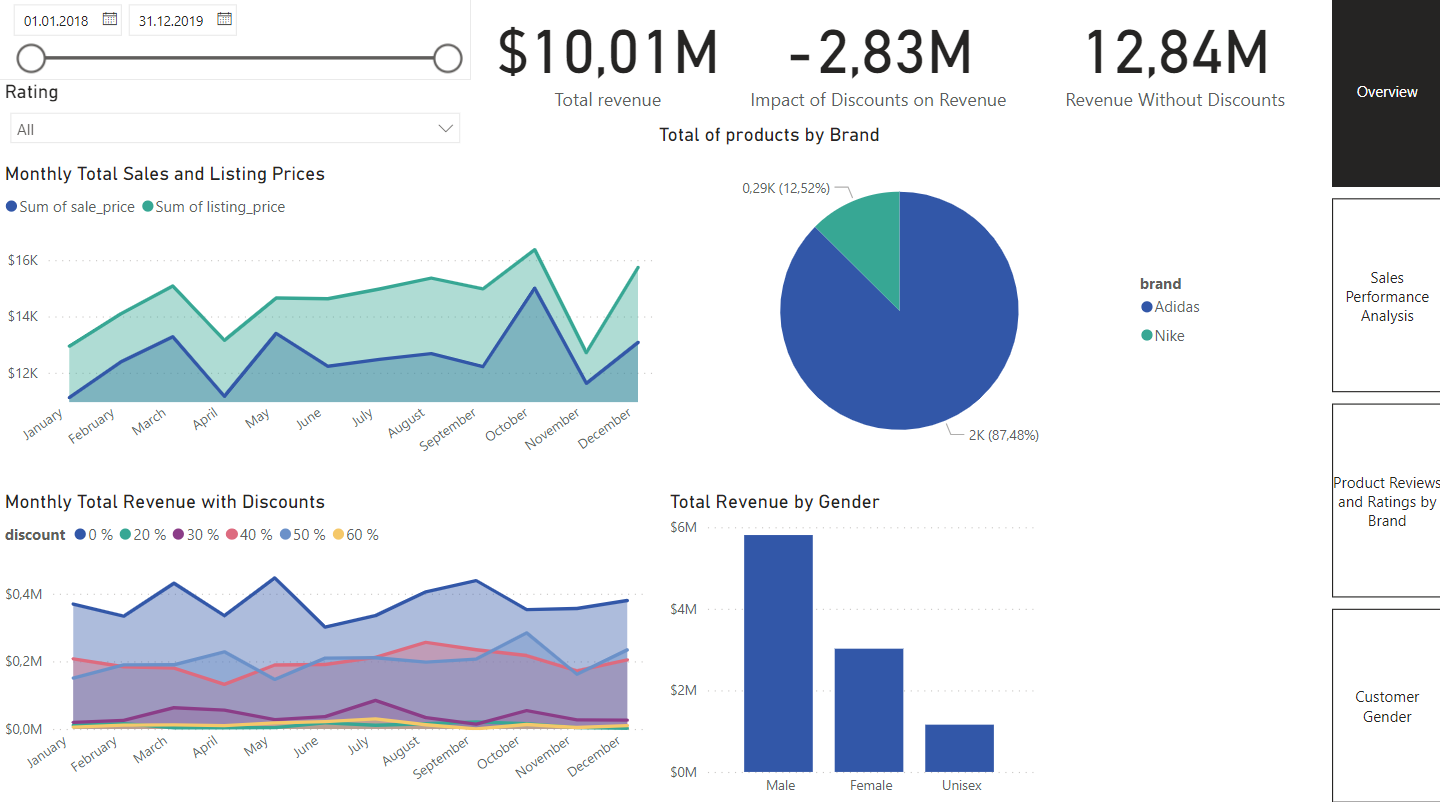 01.01.2018
31.12.2019
Rating
All
$10,01M
Total revenue
-2,83M
Impact of Discounts on Revenue
12,84M
Revenue Without Discounts
Overview
Sales
Performance
Analysis
Product Reviews
and Ratings by
Brand
Customer
Gender
Monthly Total Sales and Listing Prices
Sum of sale_price Sum of listing_price
$16K
$14K
$12K
January
February
March
April
May
June
July
August
September
October
November
December
Total of products by Brand
0,29K (12,52%)
2K (87,48%)
brand
Adidas
Nike
Monthly Total Revenue with Discounts
discount 0 % 20 % 30 % 40 % 50 % 60 %
$0,4M
$0,2M
$0,0M
January
February
March
April
May
June
July
August
September
October
November
December
Total Revenue by Gender
$6M
$4M
$2M
$0M
Male
Female
Unisex